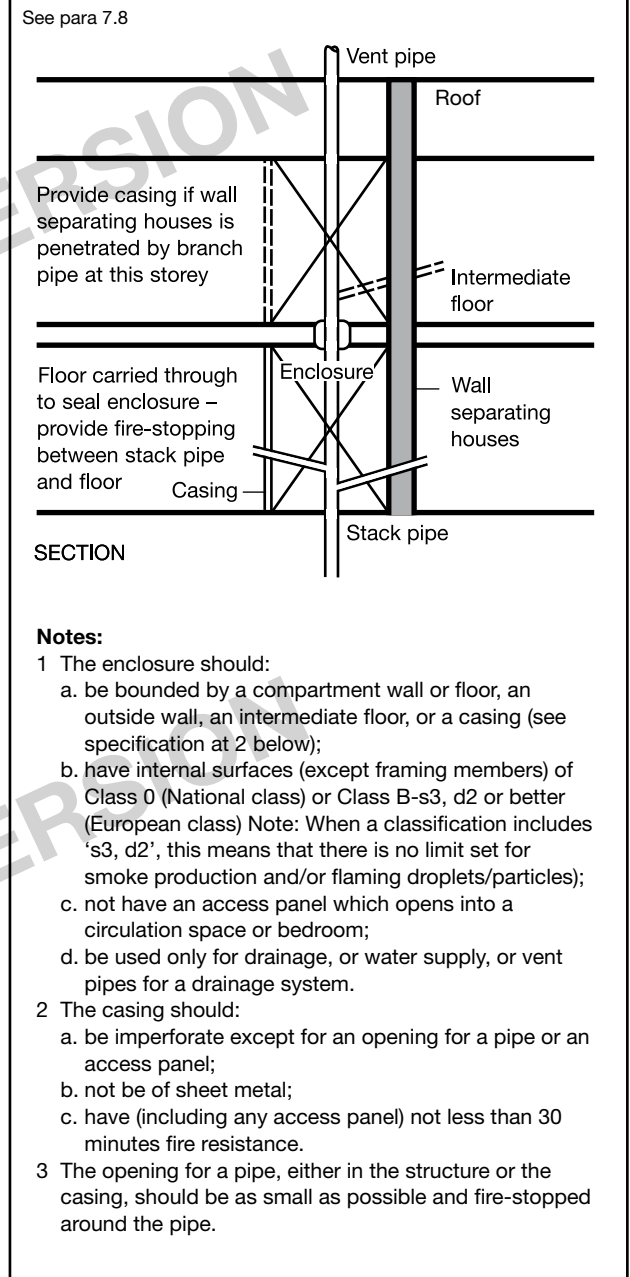 See para 7.8
Vent pipe
Roof
Provide casing if wall
separating houses is
penetrated by branch
pipe at this storey
Intermediate
floor
Floor carried through
to seal enclosure –
provide fire-stopping
between stack pipe
and floor
Enclosure
Wall
separating
houses
Casing
Stack pipe
SECTION
ERSION
Notes:
1 The enclosure should:
a. be bounded by a compartment wall or floor, an
outside wall, an intermediate floor, or a casing (see
specification at 2 below);
b. have internal surfaces (except framing members) of
Class 0 (National class) or Class B-s3, d2 or better
(European class) Note: When a classification includes
‘s3, d2’, this means that there is no limit set for
smoke production and/or flaming droplets/particles);
c. not have an access panel which opens into a
circulation space or bedroom;
d. be used only for drainage, or water supply, or vent
pipes for a drainage system.
2 The casing should:
a. be imperforate except for an opening for a pipe or an
access panel;
b. not be of sheet metal;
c. have (including any access panel) not less than 30
minutes fire resistance.
3 The opening for a pipe, either in the structure or the
casing, should be as small as possible and fire-stopped
around the pipe.
ERSION